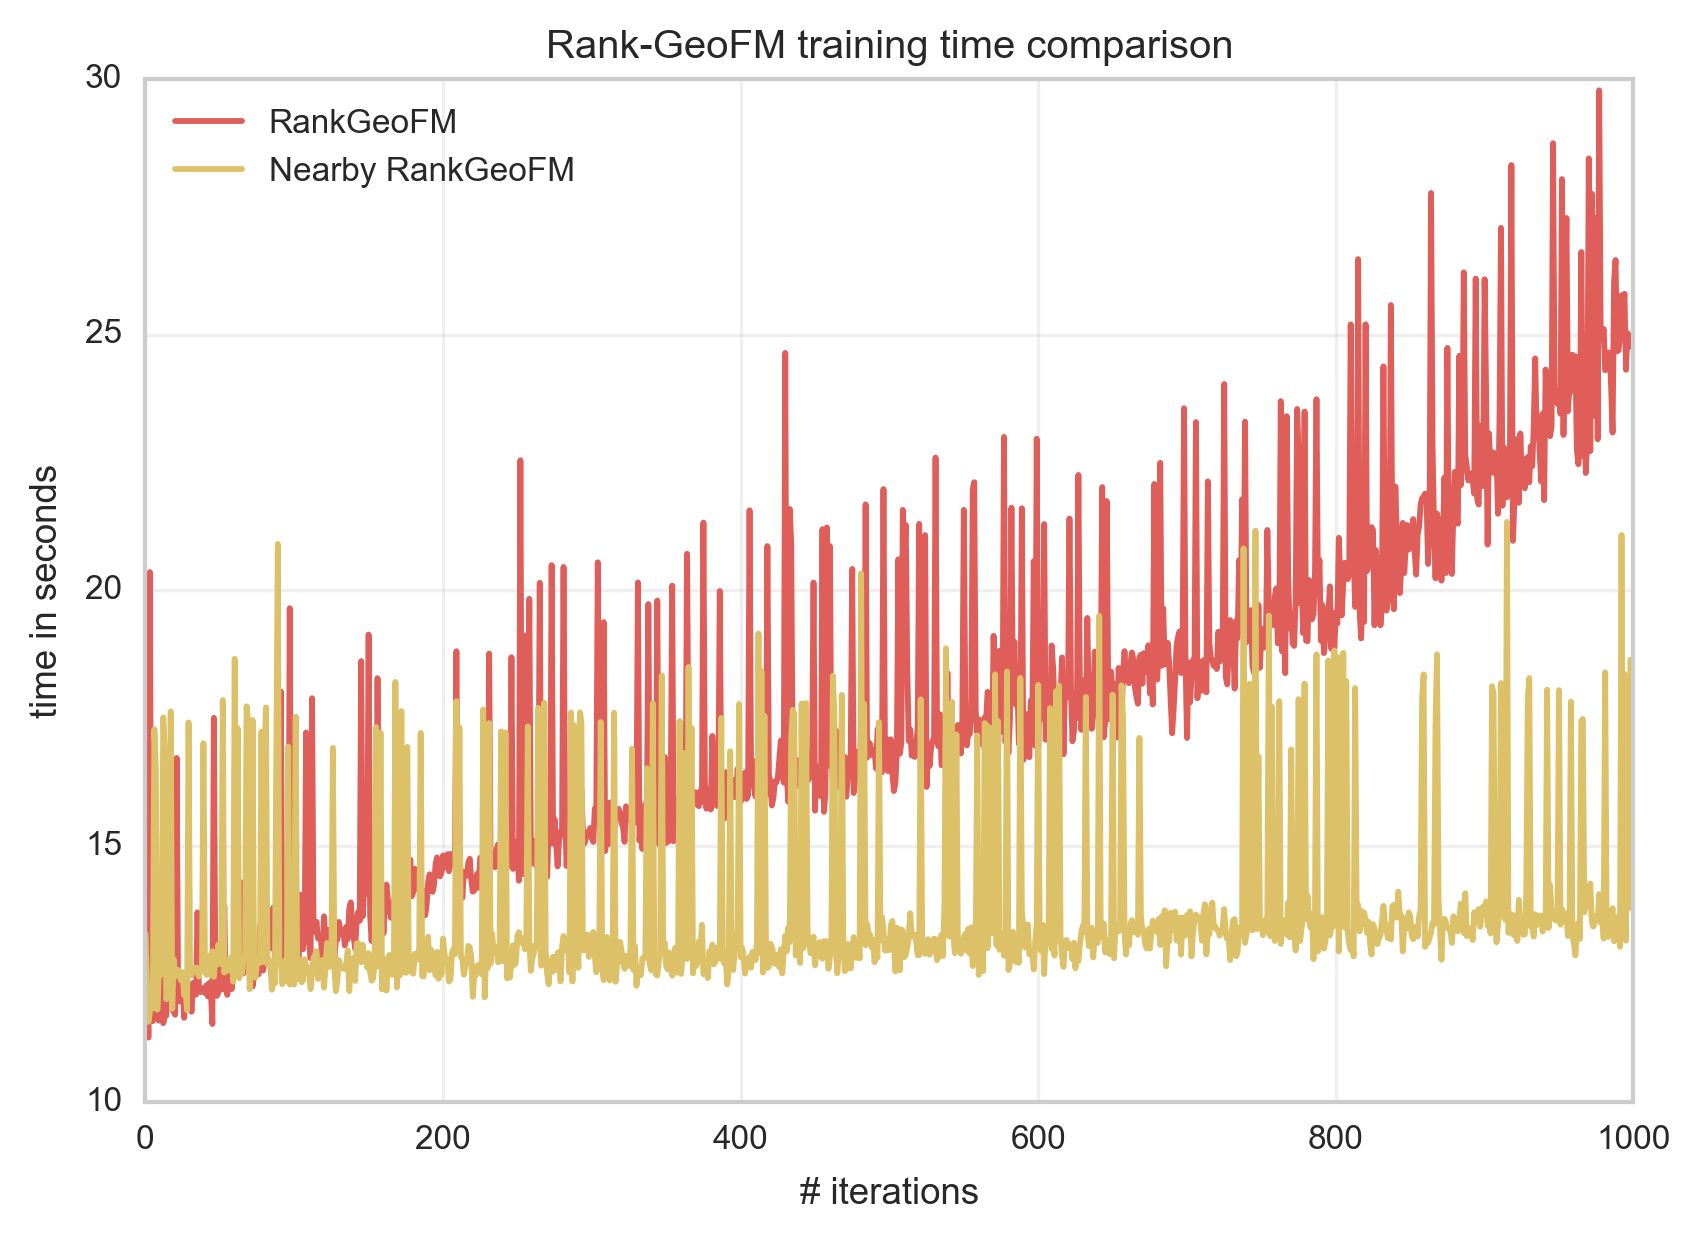 Rank-GeoFM training time comparison
30
25
20
15
10
time in seconds
RankGeoFM
Nearby RankGeoFM
0 200 400 600 800 1000
# iterations